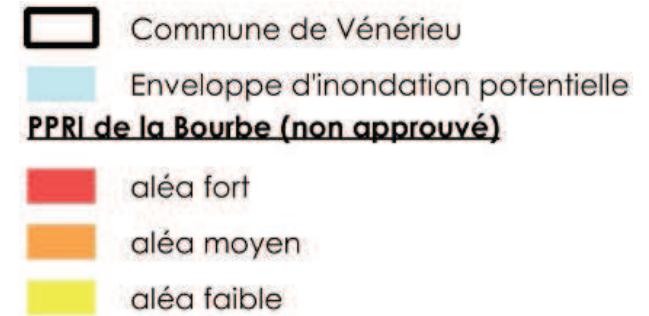 Commune de Vénérieu
Enveloppe d'inondation potentielle
PPRI de la Bourbe (non approuvé)
aléa fort
aléa moyen
aléa faible